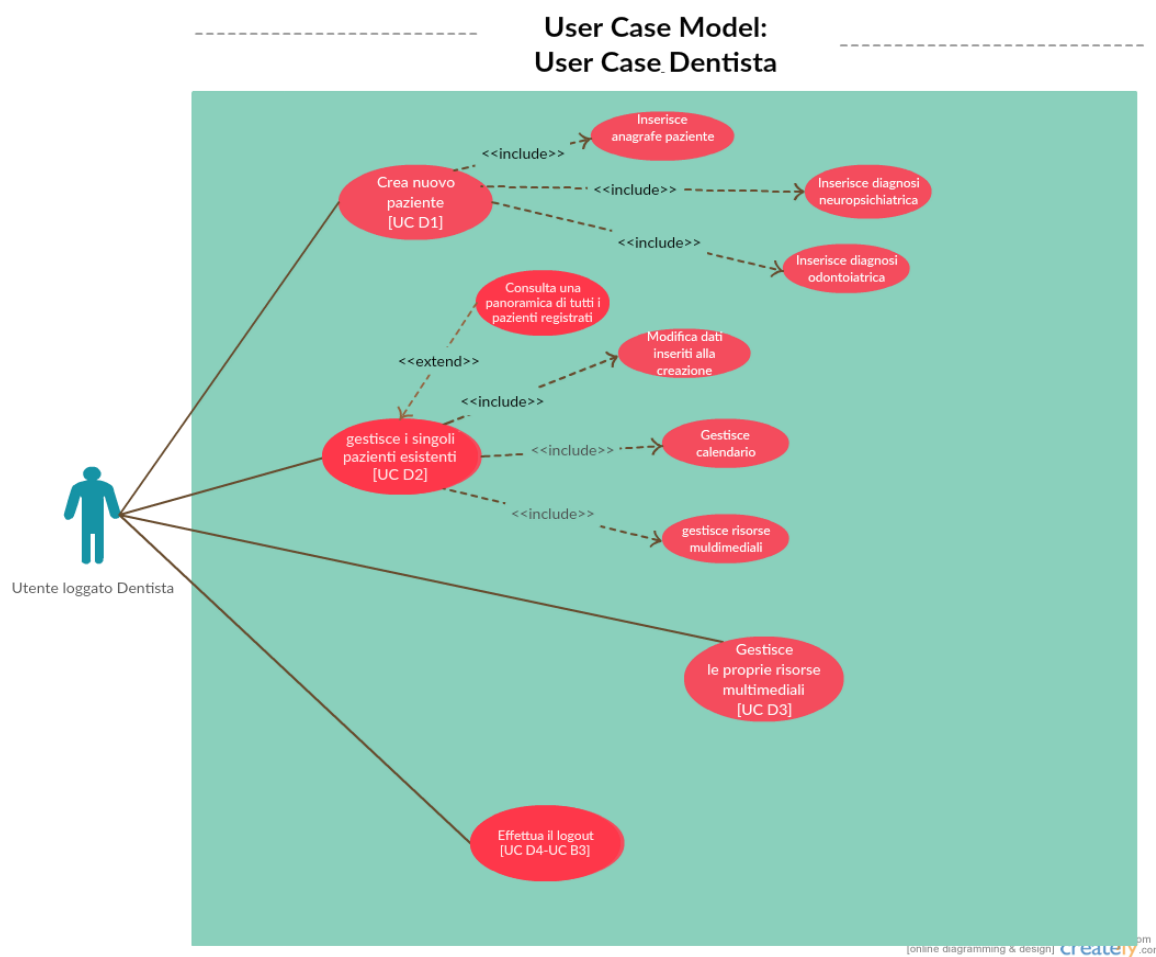 User Case Model:
User Case Dentista
Inserisce
anagrafe paziente
<<include>>
Crea nuovo
paziente
[UC D1]
<<include>>
Inserisce diagnosi
neuropsichiatrica
<<include>>
Inserisce diagnosi
odontoiatrica
Consulta una
panoramica di tutti i
pazienti registrati
<<extend>>
Modifica dati
inseriti alla
creazione
<<include>>
gestisce i singoli
pazienti esistenti
[UC D2]
<<include>>
Gestisce
calendario
<<include>>
gestisce risorse
muldimediali
Utente loggato Dentista
Gestisce
le proprie risorse
multimediali
[UC D3]
Effettua il logout
[UC D4-UC B3]
[online diagramming & design] creately .com